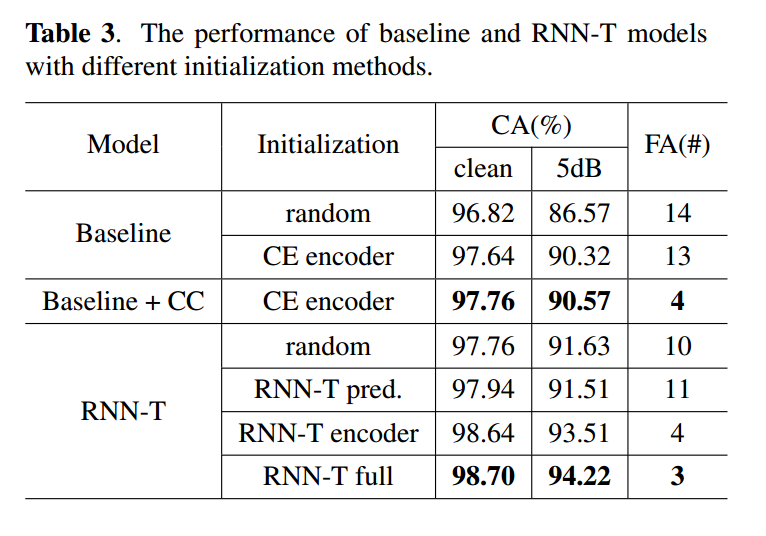 Table 3. The performance of baseline and RNN-T models
with different initialization methods.
Model Initialization CA(%) FA(#)
clean 5dB
Baseline random 96.82 86.57 14
CE encoder 97.64 90.32 13
Baseline + CC CE encoder 97.76 90.57 4
RNN-T random 97.76 91.63 10
RNN-T pred. 97.94 91.51 11
RNN-T encoder 98.64 93.51 4
RNN-T full 98.70 94.22 3